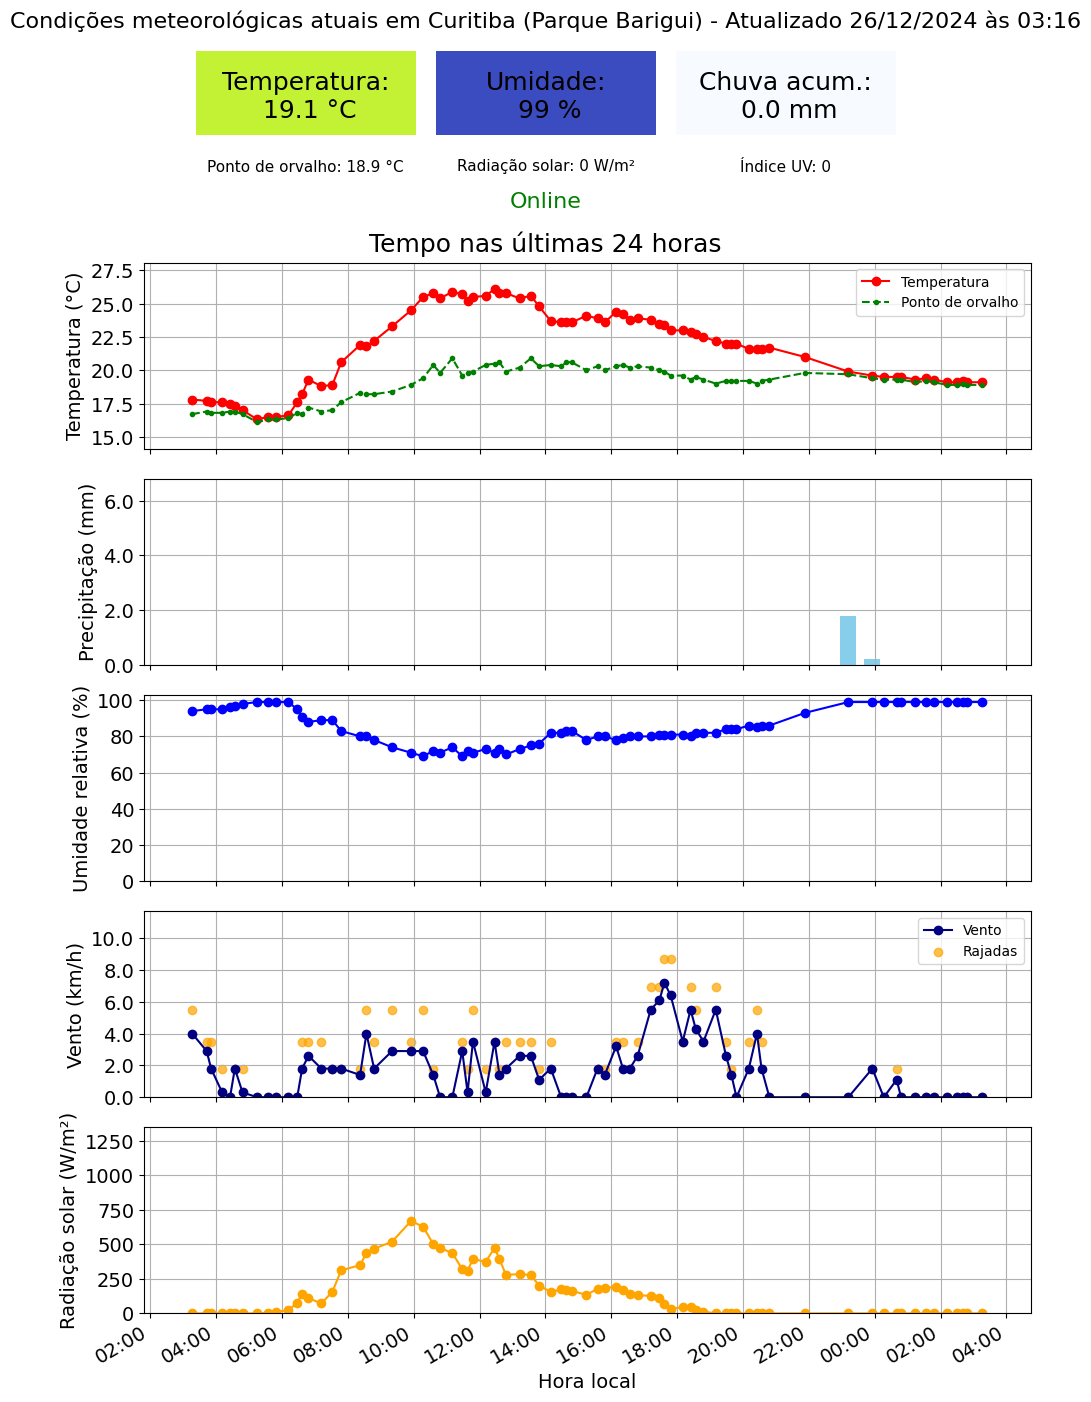 Condições meteorológicas atuais em Curitiba (Parque Barigui) - Atualizado 26/12/2024 às 03:16
Temperatura:
19.1 °C
Umidade:
99 %
Chuva acum.:
0.0 mm
Ponto de orvalho: 18.9 °C
Radiação solar: 0 W/m²
Índice UV: 0
Online
Tempo nas últimas 24 horas
Temperatura (°C)
27.5
25.0
22.5
20.0
17.5
15.0
Temperatura
Ponto de orvalho
Precipitação (mm)
6.0
4.0
2.0
0.0
Umidade relativa (%)
100
80
60
40
20
0
Vento (km/h)
10.0
8.0
6.0
4.0
2.0
0.0
Vento
Rajadas
Radiação solar (W/m²)
1250
1000
750
500
250
0
02:00
04:00
06:00
08:00
10:00
12:00
14:00
16:00
18:00
20:00
22:00
00:00
02:00
04:00
Hora local